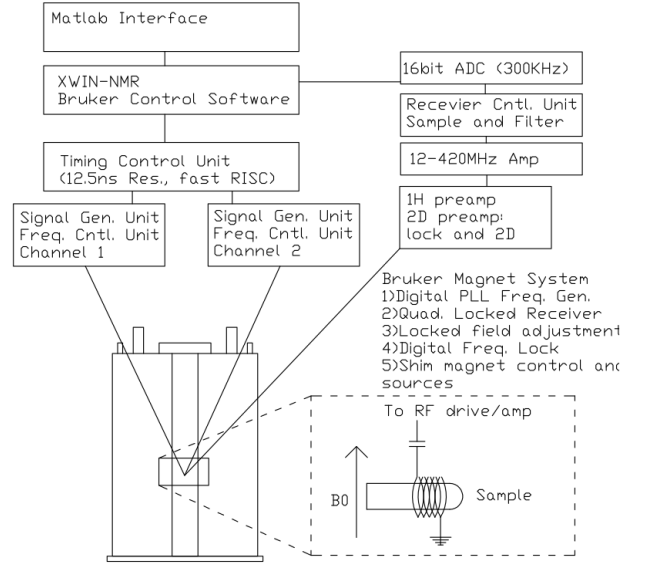 Matlab Interface
XWIN-NMR
Bruker Control Software
Timing Control Unit
(12.5ns Res., fast RISC)
Signal Gen. Unit
Freq. Cntl. Unit
Channel 1
Signal Gen. Unit
Freq. Cntl. Unit
Channel 2
16bit ADC (300KHz)
Recevier Cntl. Unit
Sample and Filter
12-420MHz Amp
1H preamp
2D preamp:
lock and 2D
Bruker Magnet System
1)Digital PLL Freq. Gen.
2)Quad. Locked Receiver
3)Locked field adjustment
4)Digital Freq. Lock
5)Shim magnet control and
sources
To RF drive/amp
B0
Sample